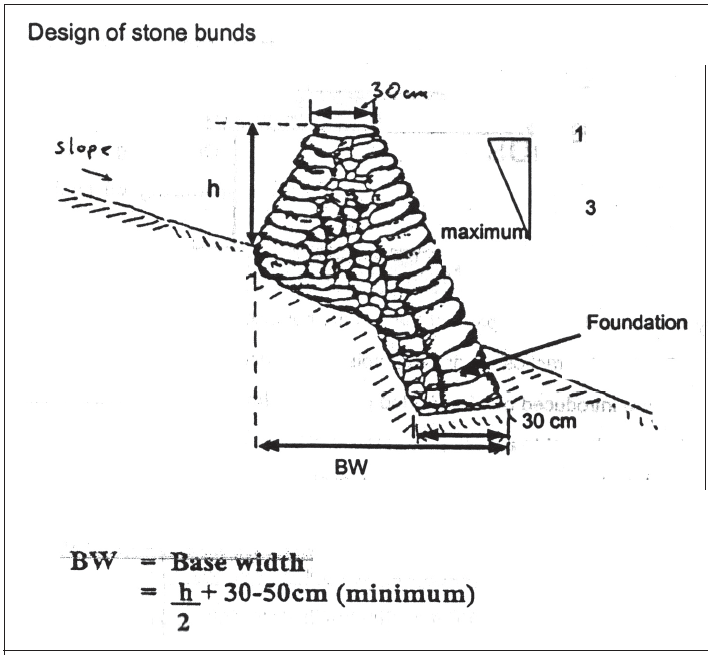 Design of stone bunds
30cm
slope
1
h
3
maximum
Foundation
30 cm
BW
BW = Base width
= h + 30-50cm (minimum)
2